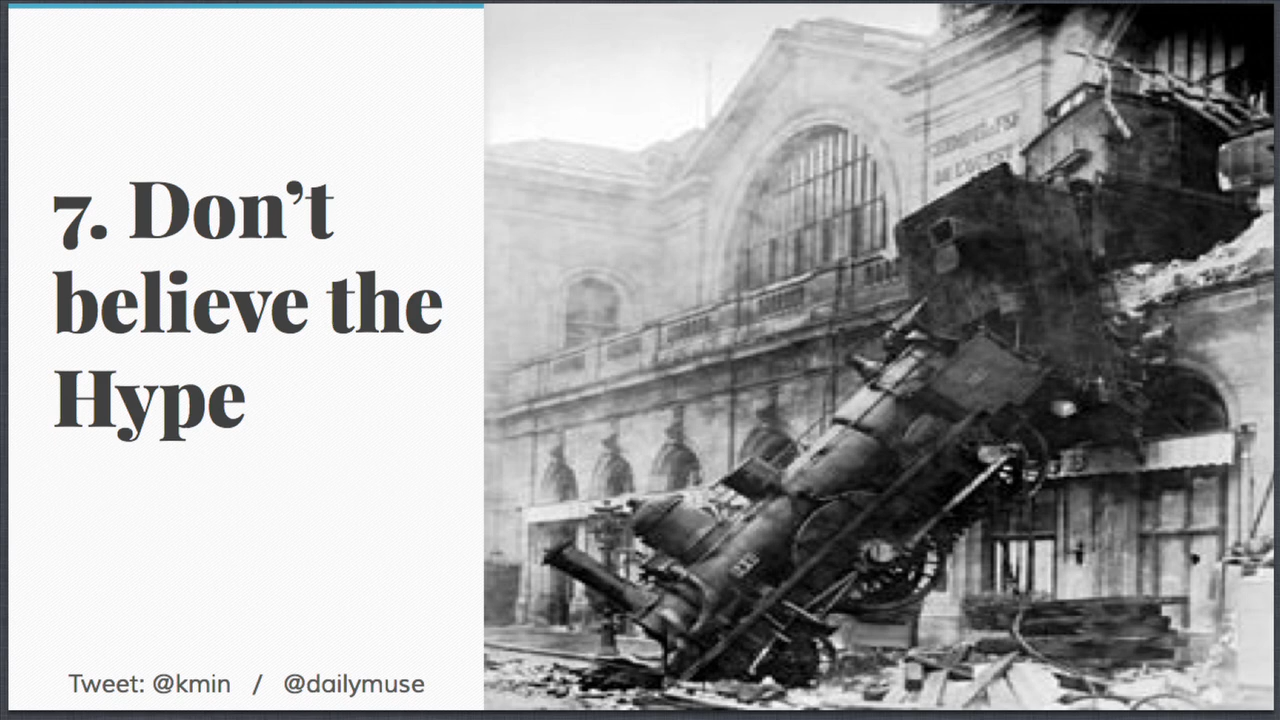 7. Don’t
believe the
Hype
Tweet: @kmin / @dailymuse